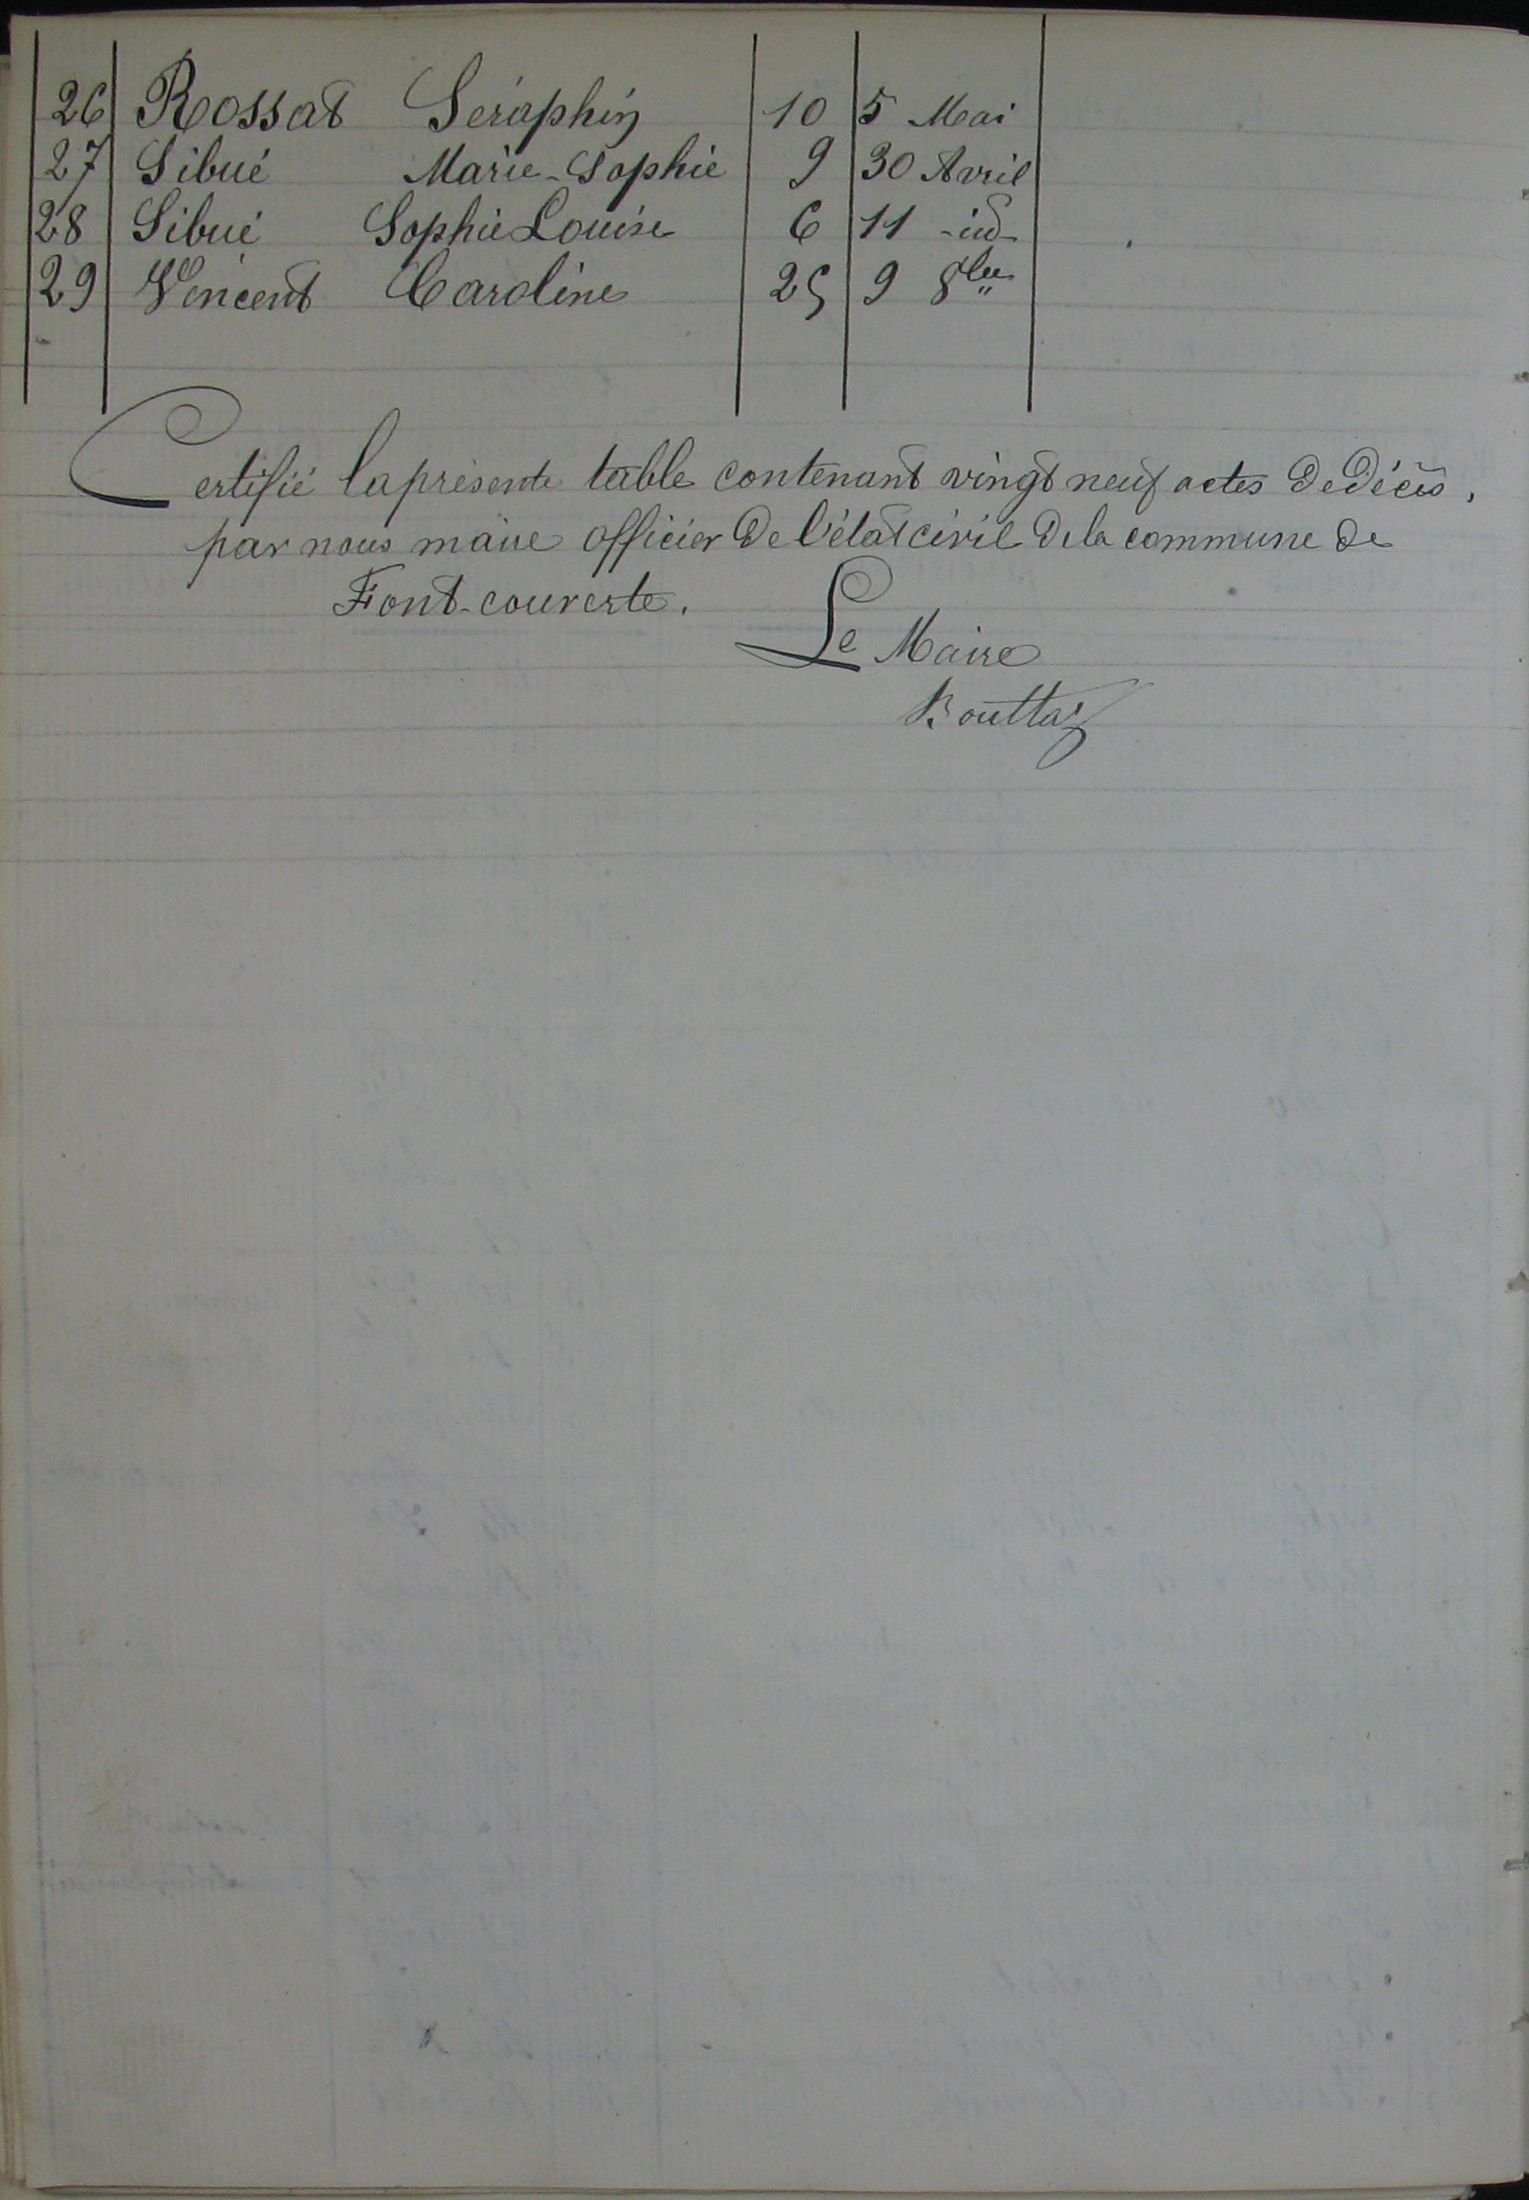 26 Rossat Séraphin 10 5 Mai
27 Sibué Marie-Sophie 9 30 Avril
28 Sibué Sophie Louise 6 11 -id-
29 Vincent Caroline 25 9 8bre
Certifié la présente table contenant vingt neuf actes de décès,
par nous maire officier de l'état civil de la commune de
Font-couverte.
Le Maire
Bouttaz